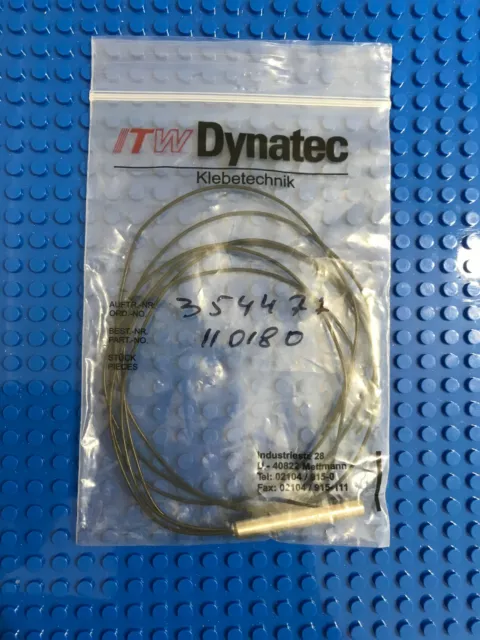 ITW Dynatec
Klebetechnik
AUFTR.-NR.
ORD.-NO.
354471
BEST.-NR.
PART.-NO.
110180
STÜCK
PIECES
Industriestr. 28
D - 40822 Mettmann
Tel: 02104 / 915-0
Fax: 02104 / 915-111